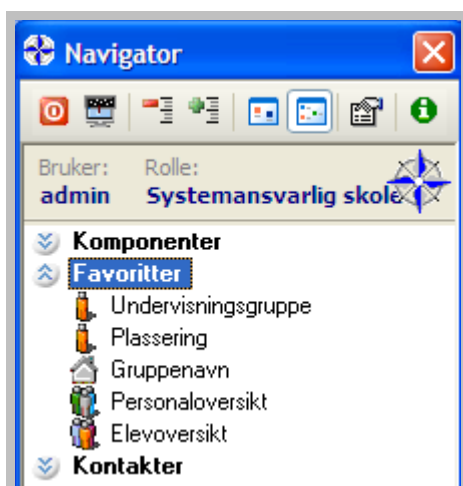 Navigator
Bruker: Rolle:
admin Systemansvarlig skole
Komponenter
Favoritter
Undervisningsgruppe
Plassering
Gruppenavn
Personaloversikt
Elevoversikt
Kontakter